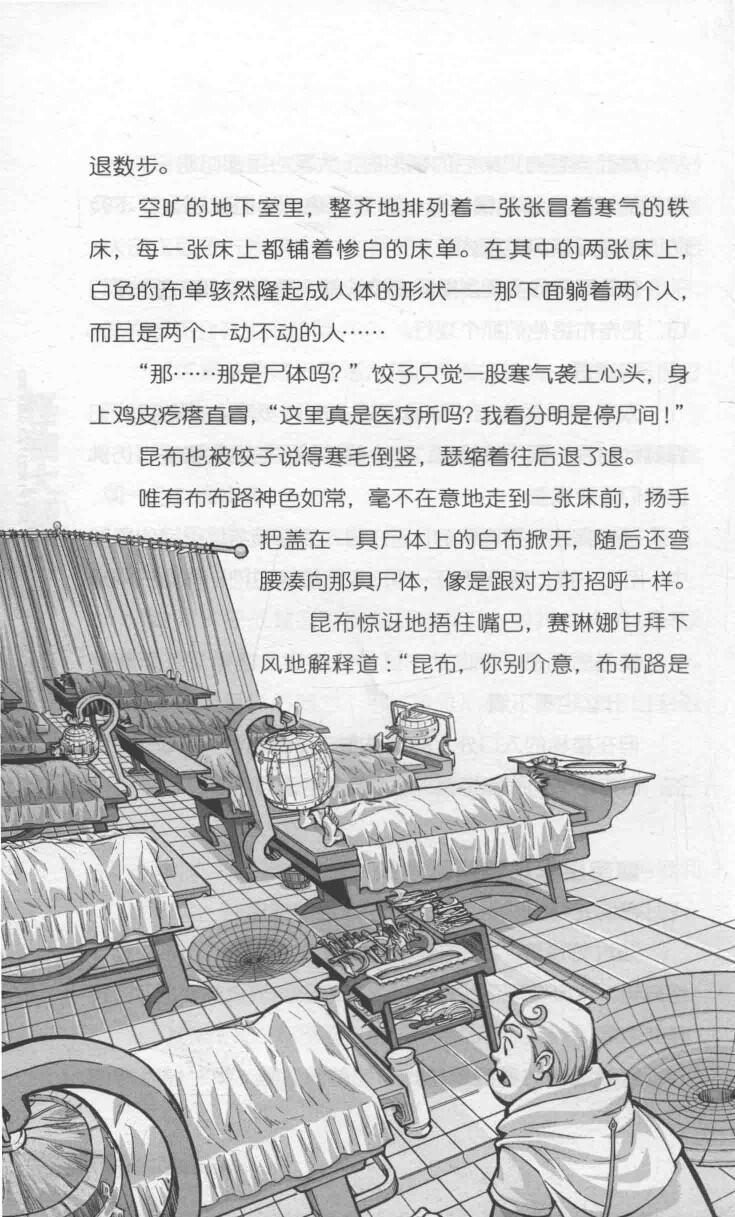 退数步。
空旷的地下室里，整齐地排列着一张张冒着寒气的铁
床，每一张床上都铺着惨白的床单。在其中的两张床上，
白色的布单骇然隆起成人体的形状——那下面躺着两个人，
而且是两个一动不动的人……
“那……那是尸体吗？”饺子只觉一股寒气袭上心头，身
上鸡皮疙瘩直冒，“这里真是医疗所吗？我看分明是停尸间！”
昆布也被饺子说得寒毛倒竖，瑟缩着往后退了退。
唯有布布路神色如常，毫不在意地走到一张床前，扬手
把盖在一具尸体上的白布掀开，随后还弯
腰凑向那具尸体，像是跟对方打招呼一样。
昆布惊讶地捂住嘴巴，赛琳娜甘拜下
风地解释道：“昆布，你别介意，布布路是